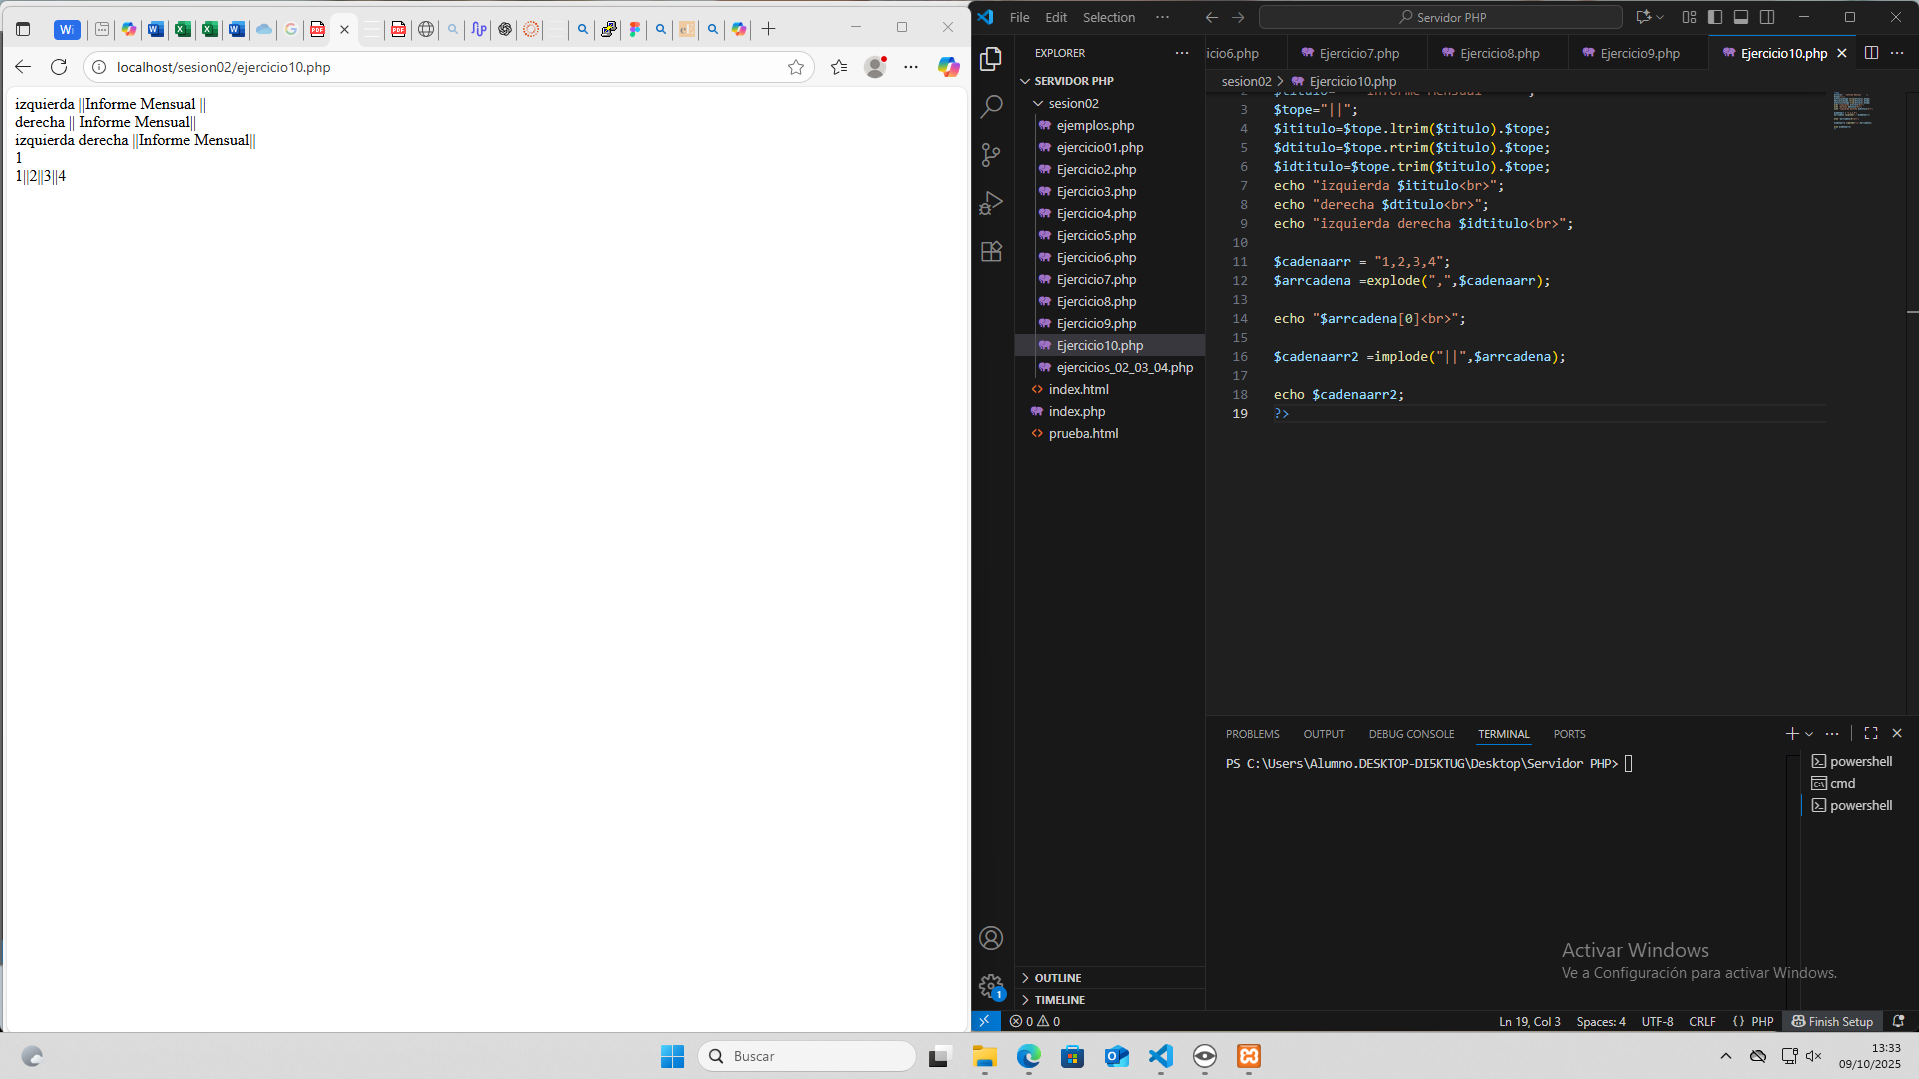 Wi
localhost/sesion02/ejercicio10.php
izquierda ||Informe Mensual ||
derecha || Informe Mensual||
izquierda derecha ||Informe Mensual||
1
1||2||3||4
File Edit Selection ···
Servidor PHP
EXPLORER
SERVIDOR PHP
sesion02
ejemplos.php
ejercicio01.php
Ejercicio2.php
Ejercicio3.php
Ejercicio4.php
Ejercicio5.php
Ejercicio6.php
Ejercicio7.php
Ejercicio8.php
Ejercicio9.php
Ejercicio10.php
ejercicios_02_03_04.php
index.html
index.php
prueba.html
OUTLINE
TIMELINE
icio6.php Ejercicio7.php Ejercicio8.php Ejercicio9.php Ejercicio10.php
sesion02 > Ejercicio10.php
3 $tope="||";
4 $ititulo=$tope.ltrim($titulo).$tope;
5 $dtitulo=$tope.rtrim($titulo).$tope;
6 $idtitulo=$tope.trim($titulo).$tope;
7 echo "izquierda $ititulo<br>";
8 echo "derecha $dtitulo<br>";
9 echo "izquierda derecha $idtitulo<br>";
10
11 $cadenaarr = "1,2,3,4";
12 $arrcadena =explode(",",$cadenaarr);
13
14 echo "$arrcadena[0]<br>";
15
16 $cadenaarr2 =implode("||",$arrcadena);
17
18 echo $cadenaarr2;
19 ?>
PROBLEMS OUTPUT DEBUG CONSOLE TERMINAL PORTS
PS C:\Users\Alumno.DESKTOP-DI5KTUG\Desktop\Servidor PHP>
powershell
cmd
powershell
Activar Windows
Ve a Configuración para activar Windows.
1
0 0
Ln 19, Col 3 Spaces: 4 UTF-8 CRLF { } PHP Finish Setup
Buscar
13:33
09/10/2025